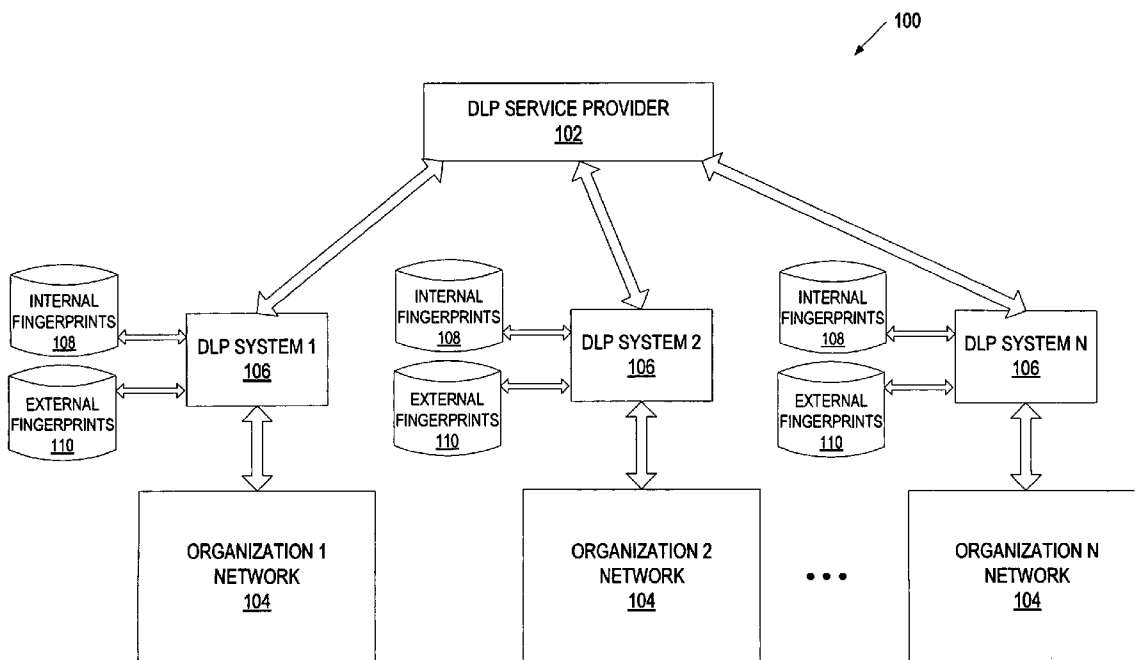 100
DLP SERVICE PROVIDER
102
INTERNAL
FINGERPRINTS
108
DLP SYSTEM 1
106
EXTERNAL
FINGERPRINTS
110
INTERNAL
FINGERPRINTS
108
DLP SYSTEM 2
106
EXTERNAL
FINGERPRINTS
110
INTERNAL
FINGERPRINTS
108
DLP SYSTEM N
106
EXTERNAL
FINGERPRINTS
110
ORGANIZATION 1
NETWORK
104
ORGANIZATION 2
NETWORK
104
• • •
ORGANIZATION N
NETWORK
104